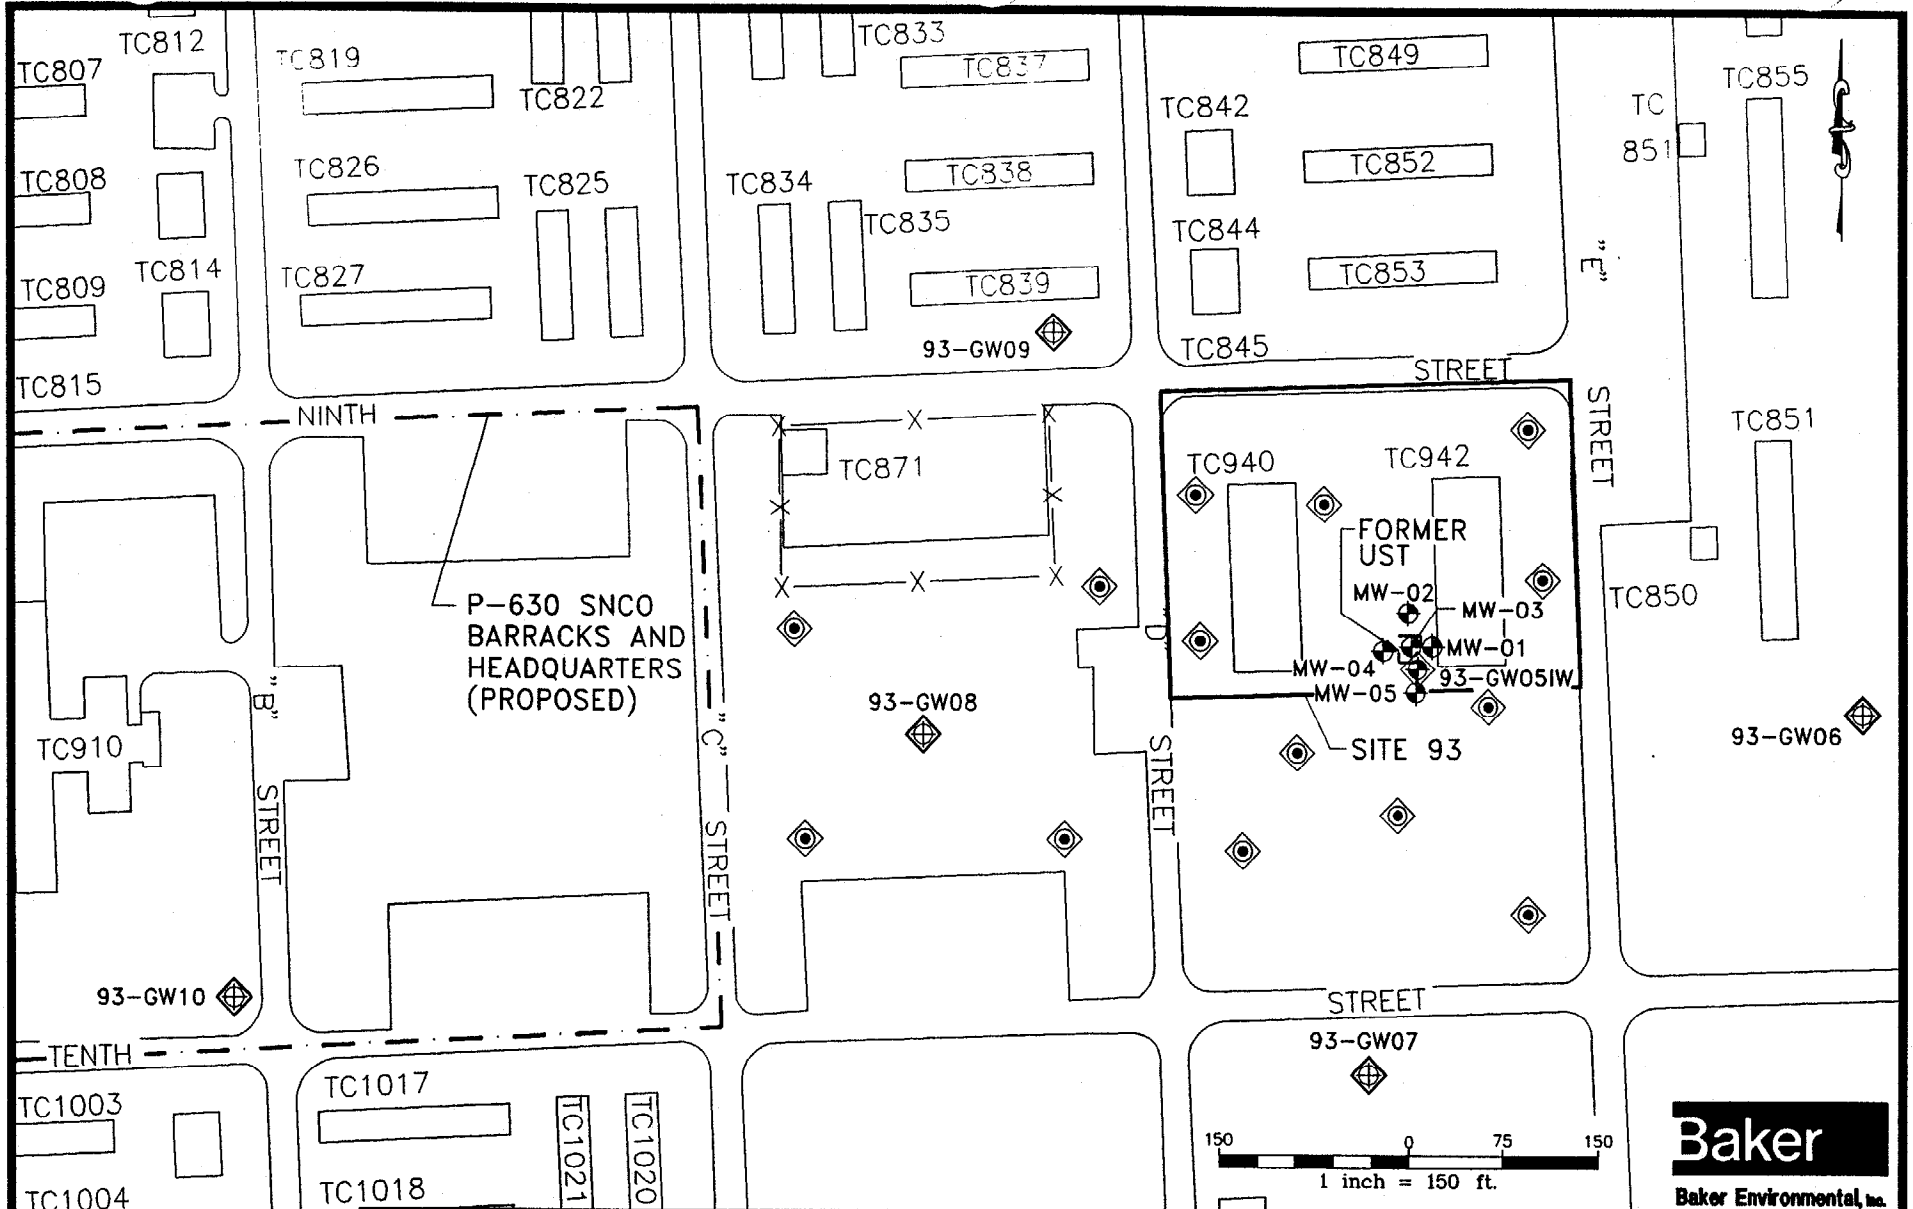 TC812
TC807
TC819
TC822
TC833
TC837
TC849
TC855
TC842
TC
851
TC808
TC826
TC825
TC834
TC838
TC852
TC835
TC844
TC809
TC814
TC827
TC839
TC853
"E"
93-GW09
TC845
TC815
STREET
NINTH
STREET
TC871
TC940
TC942
TC851
FORMER
UST
MW-02
MW-03
TC850
P-630 SNCO
BARRACKS AND
HEADQUARTERS
(PROPOSED)
"D"
MW-01
MW-04
93-GW05IW
MW-05
"B"
93-GW08
"C"
TC910
SITE 93
93-GW06
STREET
STREET
STREET
93-GW10
STREET
TENTH
93-GW07
TC1017
TC1003
TC1021
TC1020
150 0 75 150
1 inch = 150 ft.
TC1018
TC1004
Baker
Baker Environmental, Inc.